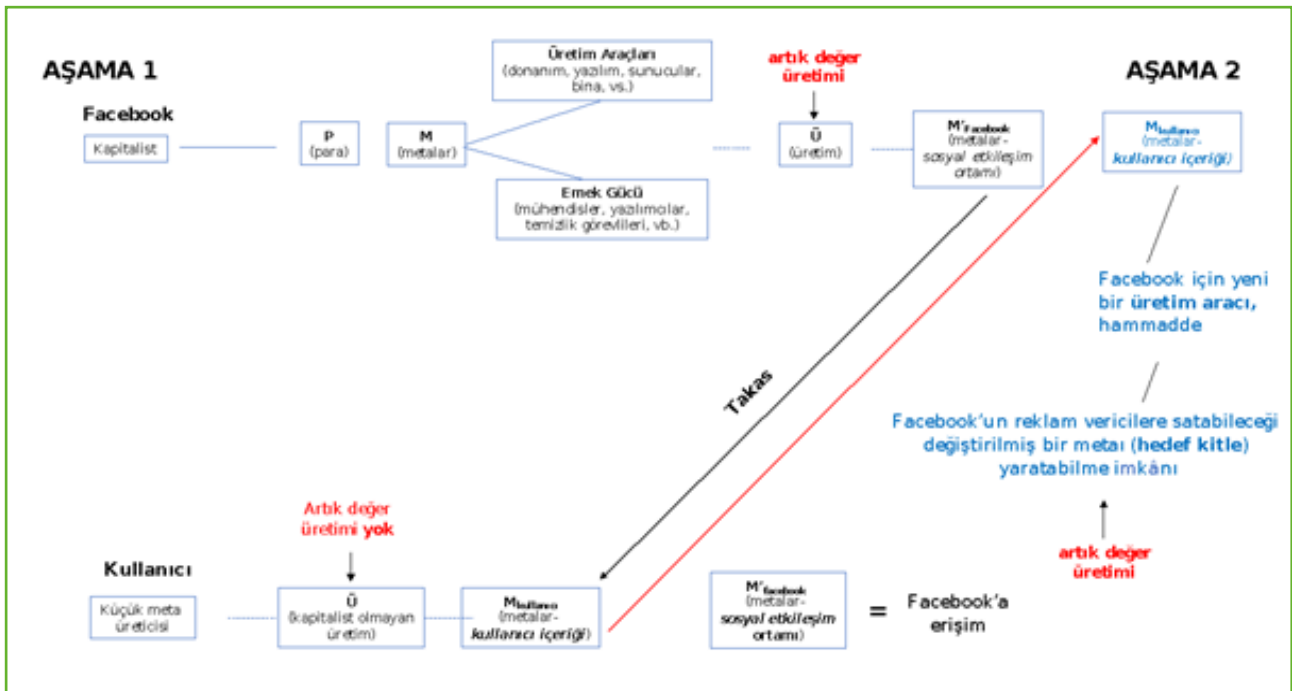 AŞAMA 1
Facebook
Kapitalist
P
(para)
M
(metalar)
Üretim Araçları
(donanım, yazılım, sunucular,
bina, vs.)
Emek Gücü
(mühendisler, yazılımcılar,
temizlik görevlileri, vb.)
artık değer
üretimi
Ü
(üretim)
M'Facebook
(metalar-
sosyal etkileşim
ortamı)
AŞAMA 2
Mkullanıcı
(metalar-
kullanıcı içeriği)
Facebook için yeni
bir üretim aracı,
hammadde
Takas
Facebook'un reklam vericilere satabileceği
değiştirilmiş bir metaı (hedef kitle)
yaratabilme imkânı
artık değer
üretimi
Artık değer
üretimi yok
Kullanıcı
Küçük meta
üreticisi
Ü
(kapitalist olmayan
üretim)
Mkullanıcı
(metalar-
kullanıcı içeriği)
M'facebook
(metalar-
sosyal etkileşim
ortamı)
=
Facebook'a
erişim